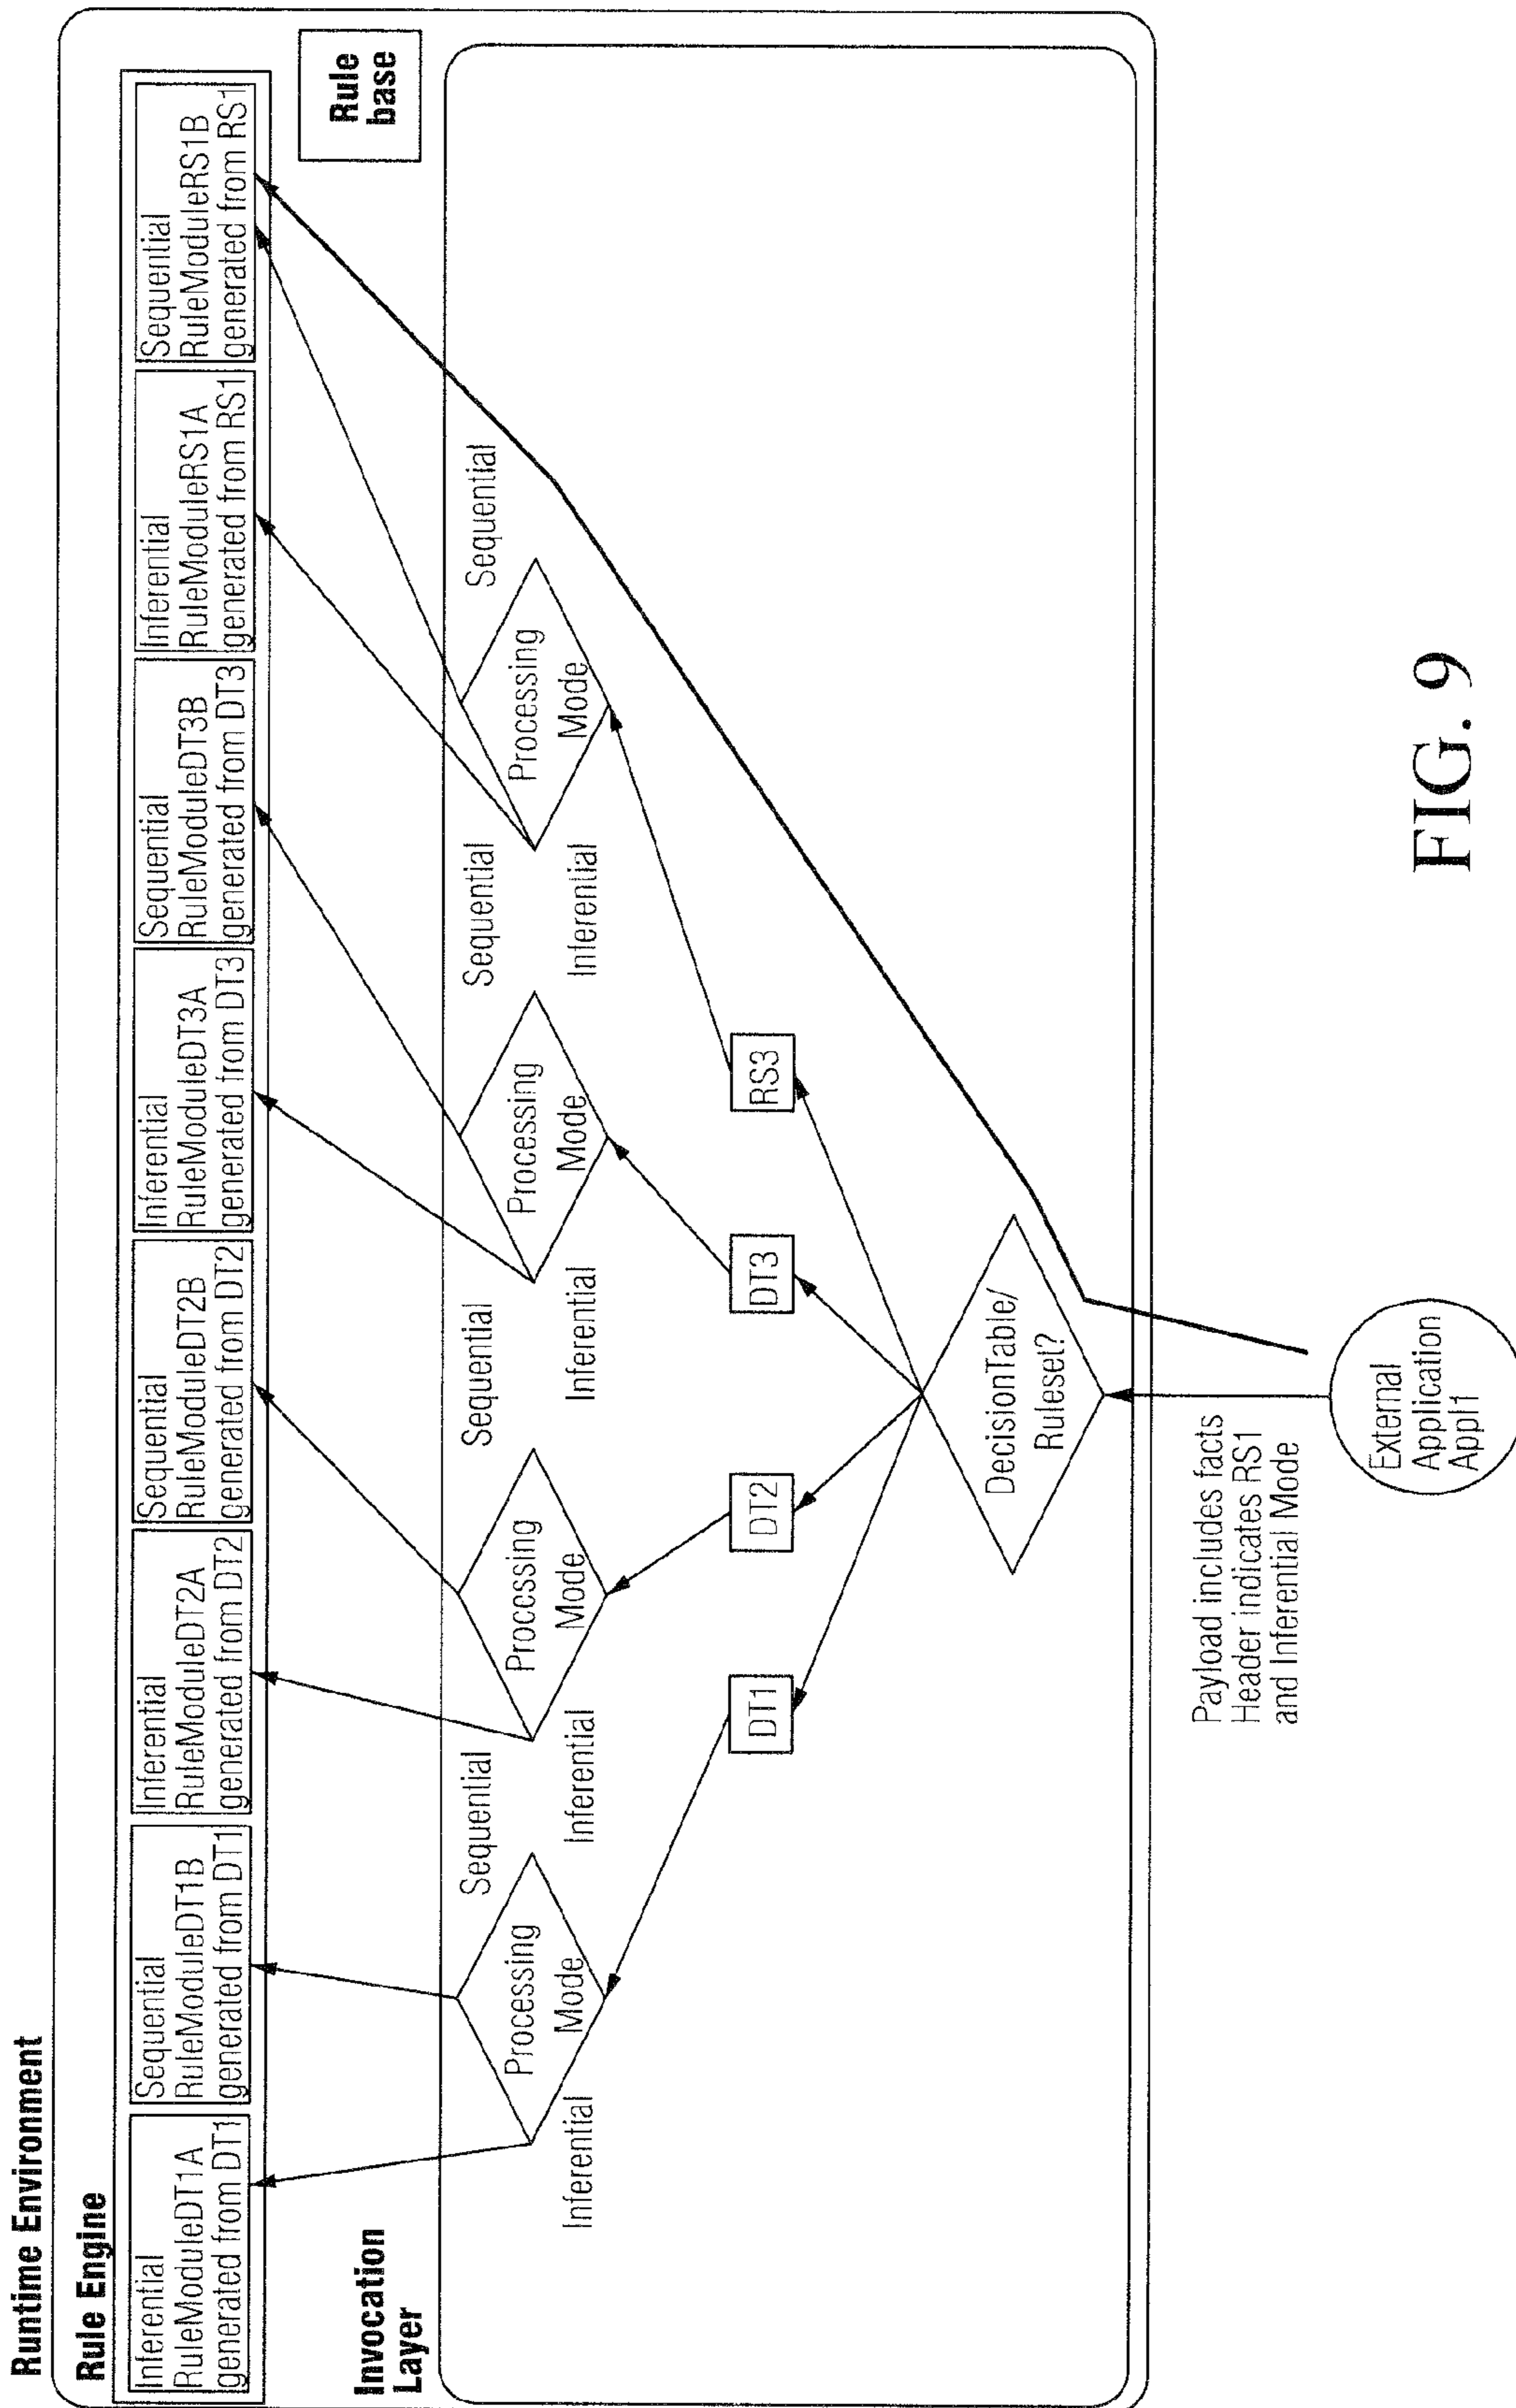 Runtime Environment
Rule Engine
Inferential
RuleModuleDT1A
generated from DT1
Sequential
RuleModuleDT1B
generated from DT1
Inferential
RuleModuleDT2A
generated from DT2
Sequential
RuleModuleDT2B
generated from DT2
Inferential
RuleModuleDT3A
generated from DT3
Sequential
RuleModuleDT3B
generated from DT3
Inferential
RuleModuleRS1A
generated from RS1
Sequential
RuleModuleRS1B
generated from RS1
Rule
base
Invocation
Layer
Sequential
Sequential
Sequential
Sequential
Processing
Mode
Processing
Mode
Processing
Mode
Processing
Mode
Inferential
Inferential
Inferential
Inferential
DT1
DT2
DT3
RS3
DecisionTable/
Ruleset?
Payload includes facts
Header indicates RS1
and Inferential Mode
External
Application
Appl1
FIG. 9